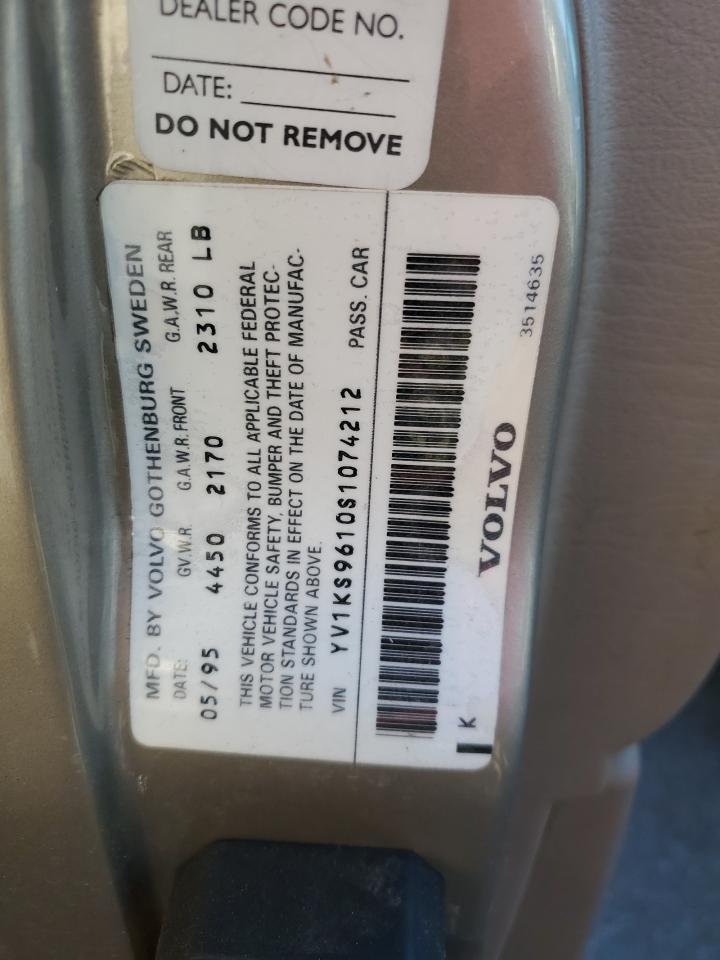 DEALER CODE NO.
DATE:
DO NOT REMOVE
MFD. BY VOLVO GOTHENBURG SWEDEN
DATE: GV.W.R. G.A.W.R. FRONT G.A.W.R. REAR
05/95 4450 2170 2310 LB
THIS VEHICLE CONFORMS TO ALL APPLICABLE FEDERAL
MOTOR VEHICLE SAFETY, BUMPER AND THEFT PROTEC-
TION STANDARDS IN EFFECT ON THE DATE OF MANUFAC-
TURE SHOWN ABOVE.
VIN YV1KS9610S1074212 PASS. CAR
K VOLVO 3514635